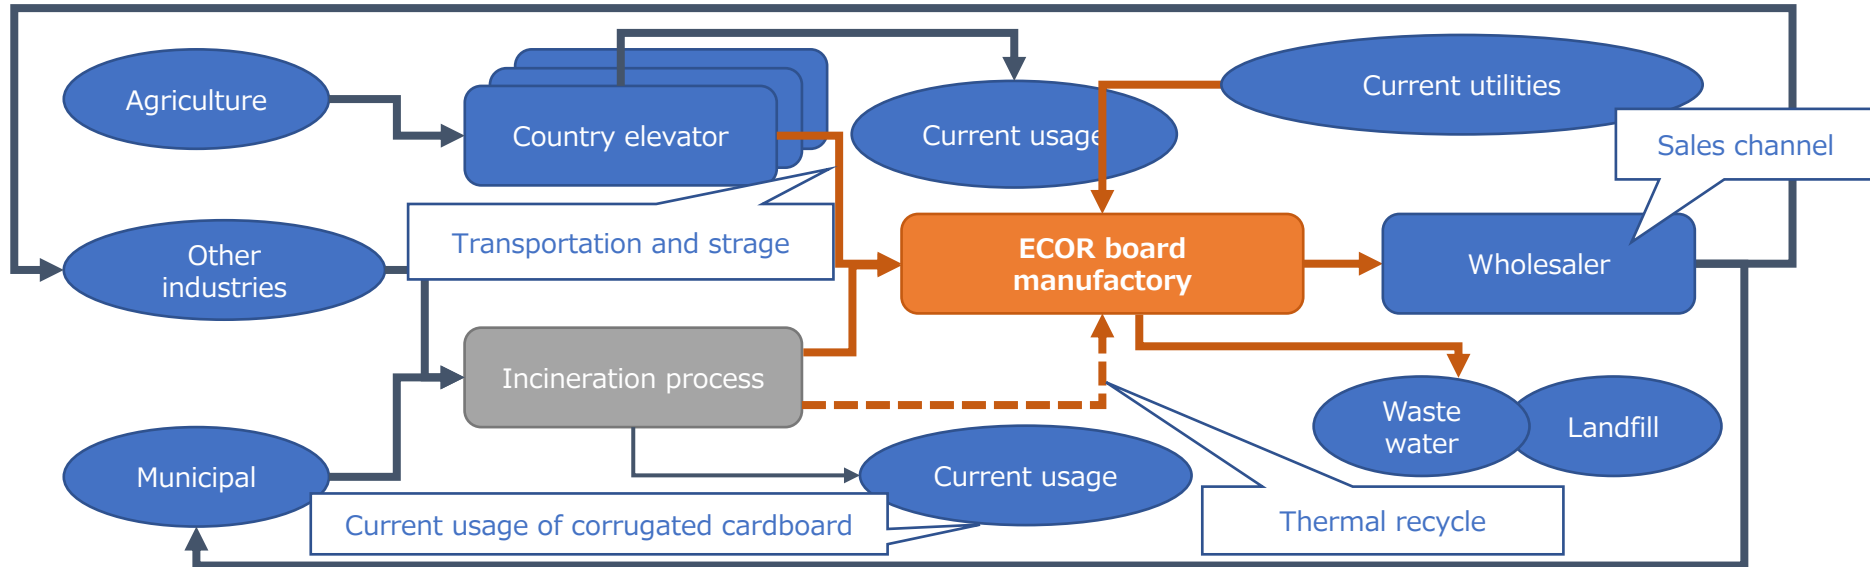 Agriculture
Country elevator
Current usage
Current utilities
Sales channel
Transportation and strage
Other
industries
ECOR board
manufactory
Wholesaler
Incineration process
Waste
water
Landfill
Municipal
Current usage
Current usage of corrugated cardboard
Thermal recycle